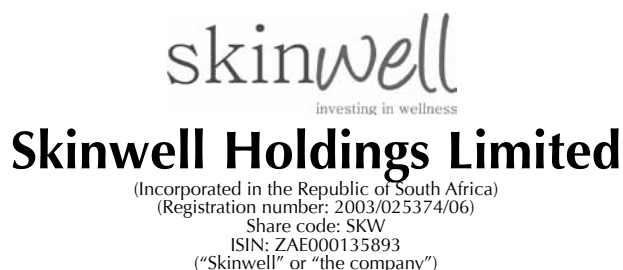 skinwell
investing in wellness
Skinwell Holdings Limited
(Incorporated in the Republic of South Africa)
(Registration number: 2003/025374/06)
Share code: SKW
ISIN: ZAE000135893
(“Skinwell” or “the company”)